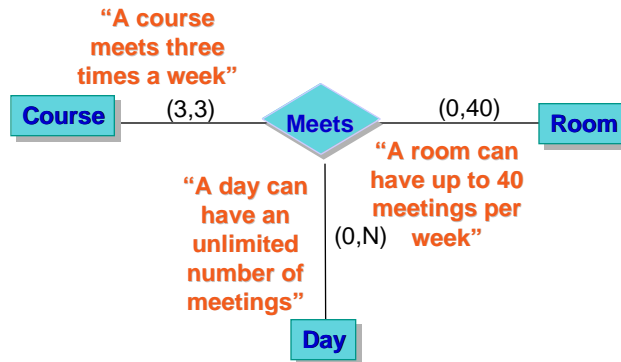 “A course
meets three
times a week”
Course
(3,3)
Meets
(0,40)
Room
“A day can
have an
unlimited
number of
meetings”
(0,N)
“A room can
have up to 40
meetings per
week”
Day